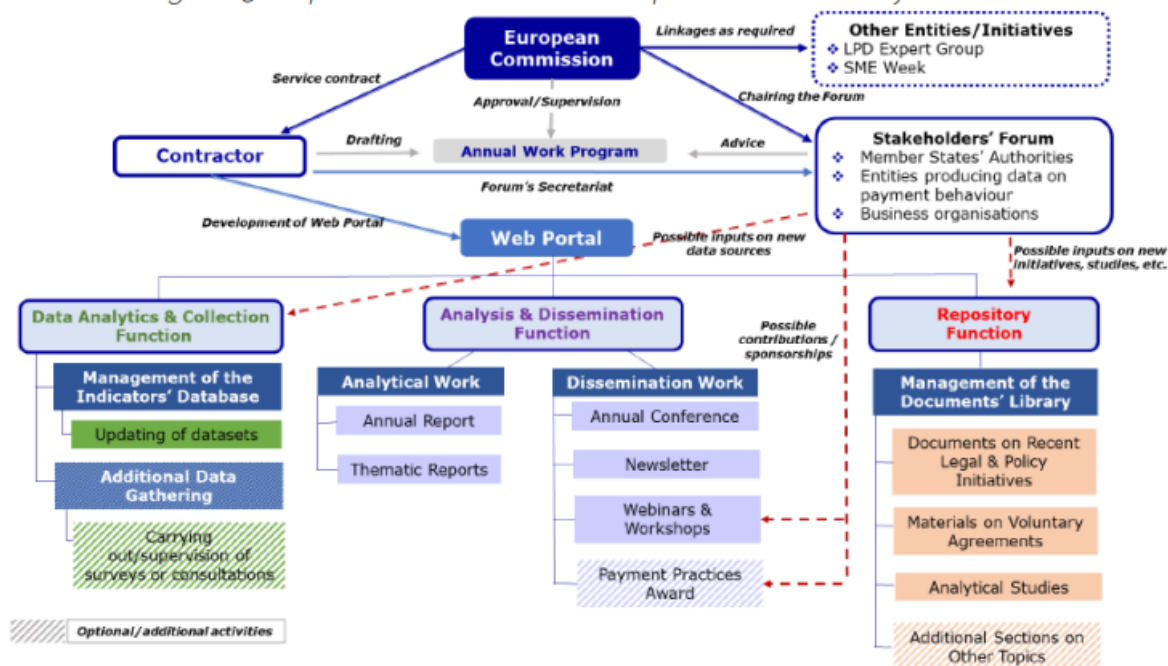 European
Commission
Linkages as required
Other Entities/Initiatives
❖ LPD Expert Group
❖ SME Week
Service contract
Approval/Supervision
Chairing the Forum
Contractor
Drafting
Annual Work Program
Advice
Stakeholders' Forum
❖ Member States' Authorities
❖ Entities producing data on
payment behaviour
❖ Business organisations
Forum's Secretariat
Development of Web Portal
Web Portal
Possible inputs on new
data sources
Possible inputs on new
initiatives, studies, etc.
Data Analytics & Collection
Function
Analysis & Dissemination
Function
Repository
Function
Possible
contributions /
sponsorships
Management of the
Indicators' Database
Updating of datasets
Additional Data
Gathering
Carrying
out/supervision of
surveys or consultations
Analytical Work
Annual Report
Thematic Reports
Dissemination Work
Annual Conference
Newsletter
Webinars &
Workshops
Payment Practices
Award
Management of the
Documents' Library
Documents on Recent
Legal & Policy
Initiatives
Materials on Voluntary
Agreements
Analytical Studies
Additional Sections on
Other Topics
Optional/additional activities